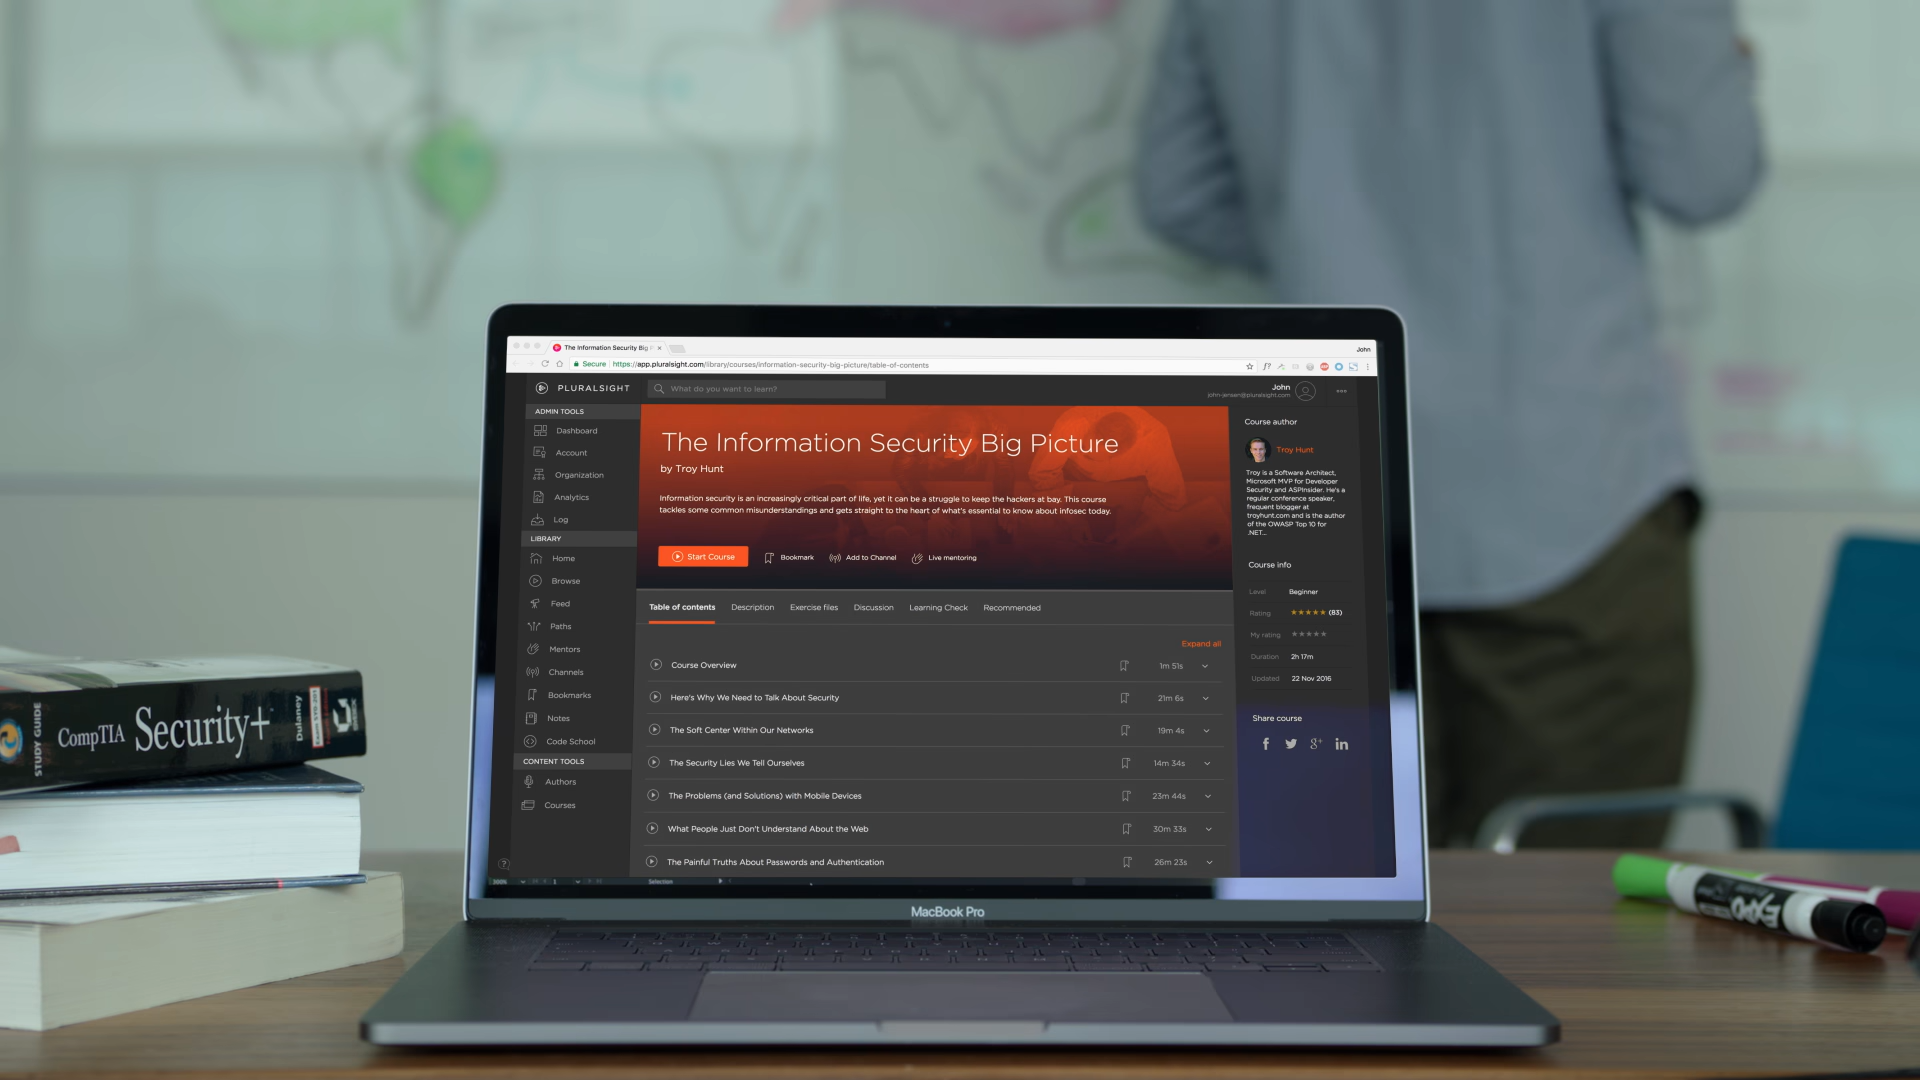 The Information Security Big
John
Secure
https://app.pluralsight.com/library/courses/information-security-big-picture/table-of-contents
PLURALSIGHT
What do you want to learn?
John
john-jensen@pluralsight.com
ADMIN TOOLS
Dashboard
Account
Organization
Analytics
Log
LIBRARY
Home
Browse
Feed
Paths
Mentors
Channels
Bookmarks
Notes
Code School
CONTENT TOOLS
Authors
Courses
The Information Security Big Picture
by Troy Hunt
Information security is an increasingly critical part of life, yet it can be a struggle to keep the hackers at bay. This course
tackles some common misunderstandings and gets straight to the heart of what's essential to know about infosec today.
Start Course
Bookmark
Add to Channel
Live mentoring
Table of contents
Description
Exercise files
Discussion
Learning Check
Recommended
Expand all
Course Overview
1m 51s
Here's Why We Need to Talk About Security
21m 6s
The Soft Center Within Our Networks
19m 4s
The Security Lies We Tell Ourselves
14m 34s
The Problems (and Solutions) with Mobile Devices
23m 44s
What People Just Don't Understand About the Web
30m 33s
The Painful Truths About Passwords and Authentication
26m 23s
Course author
Troy Hunt
Troy is a Software Architect,
Microsoft MVP for Developer
Security and ASPInsider. He's a
regular conference speaker,
frequent blogger at
troyhunt.com and is the author
of the OWASP Top 10 for
.NET...
Course info
Level Beginner
Rating (83)
My rating
Duration 2h 17m
Updated 22 Nov 2016
Share course
f g+ in
Selection
MacBook Pro
STUDY GUIDE
CompTIA Security+
Dulaney
EXPO